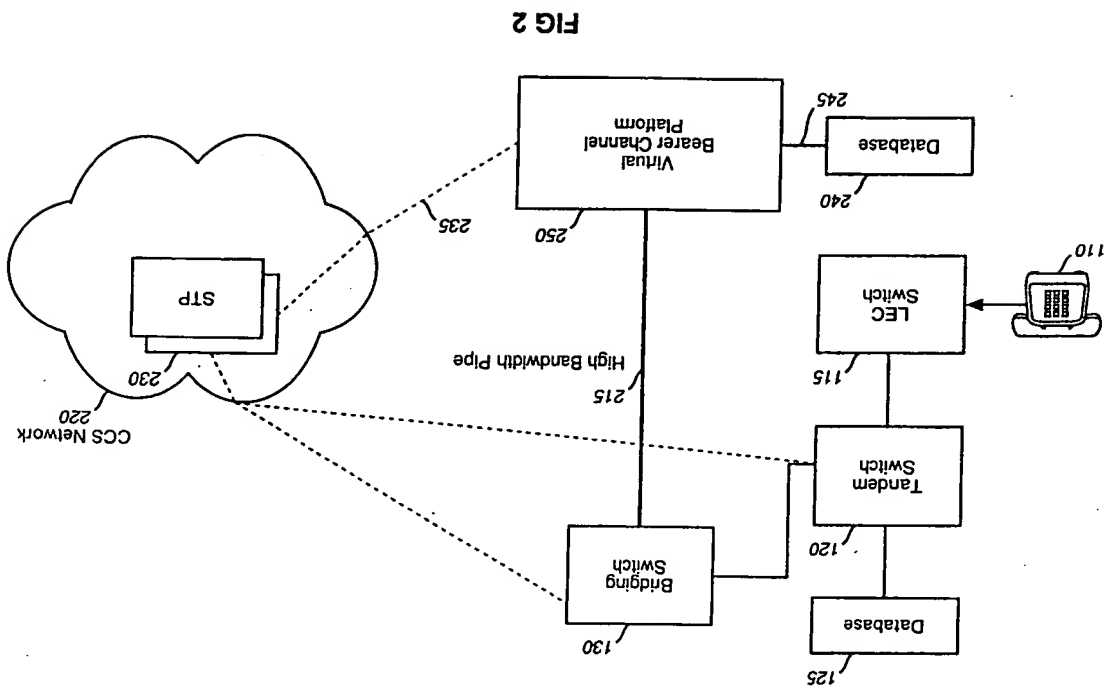 125
Database
130
Bridging
Switch
120
Tandem
Switch
CCS Network
220
230
STP
215
High Bandwidth Pipe
115
LEC
Switch
110
235
250
Virtual
Bearer Channel
Platform
240
Database
245
FIG 2